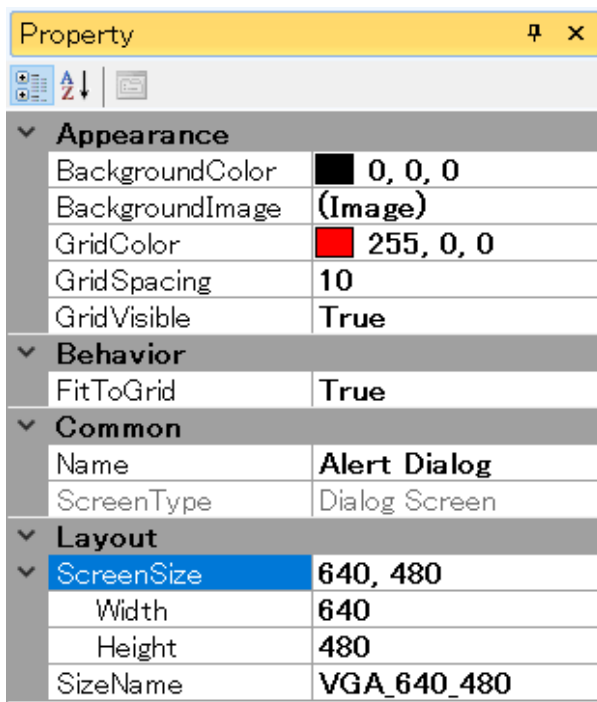 Property
Appearance
BackgroundColor 0, 0, 0
BackgroundImage (Image)
GridColor 255, 0, 0
GridSpacing 10
GridVisible True
Behavior
FitToGrid True
Common
Name Alert Dialog
ScreenType Dialog Screen
Layout
ScreenSize 640, 480
Width 640
Height 480
SizeName VGA_640_480